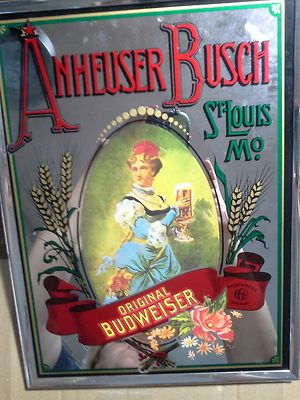 ANHEUSER BUSCH
ST. LOUIS
MO.
ORIGINAL
BUDWEISER